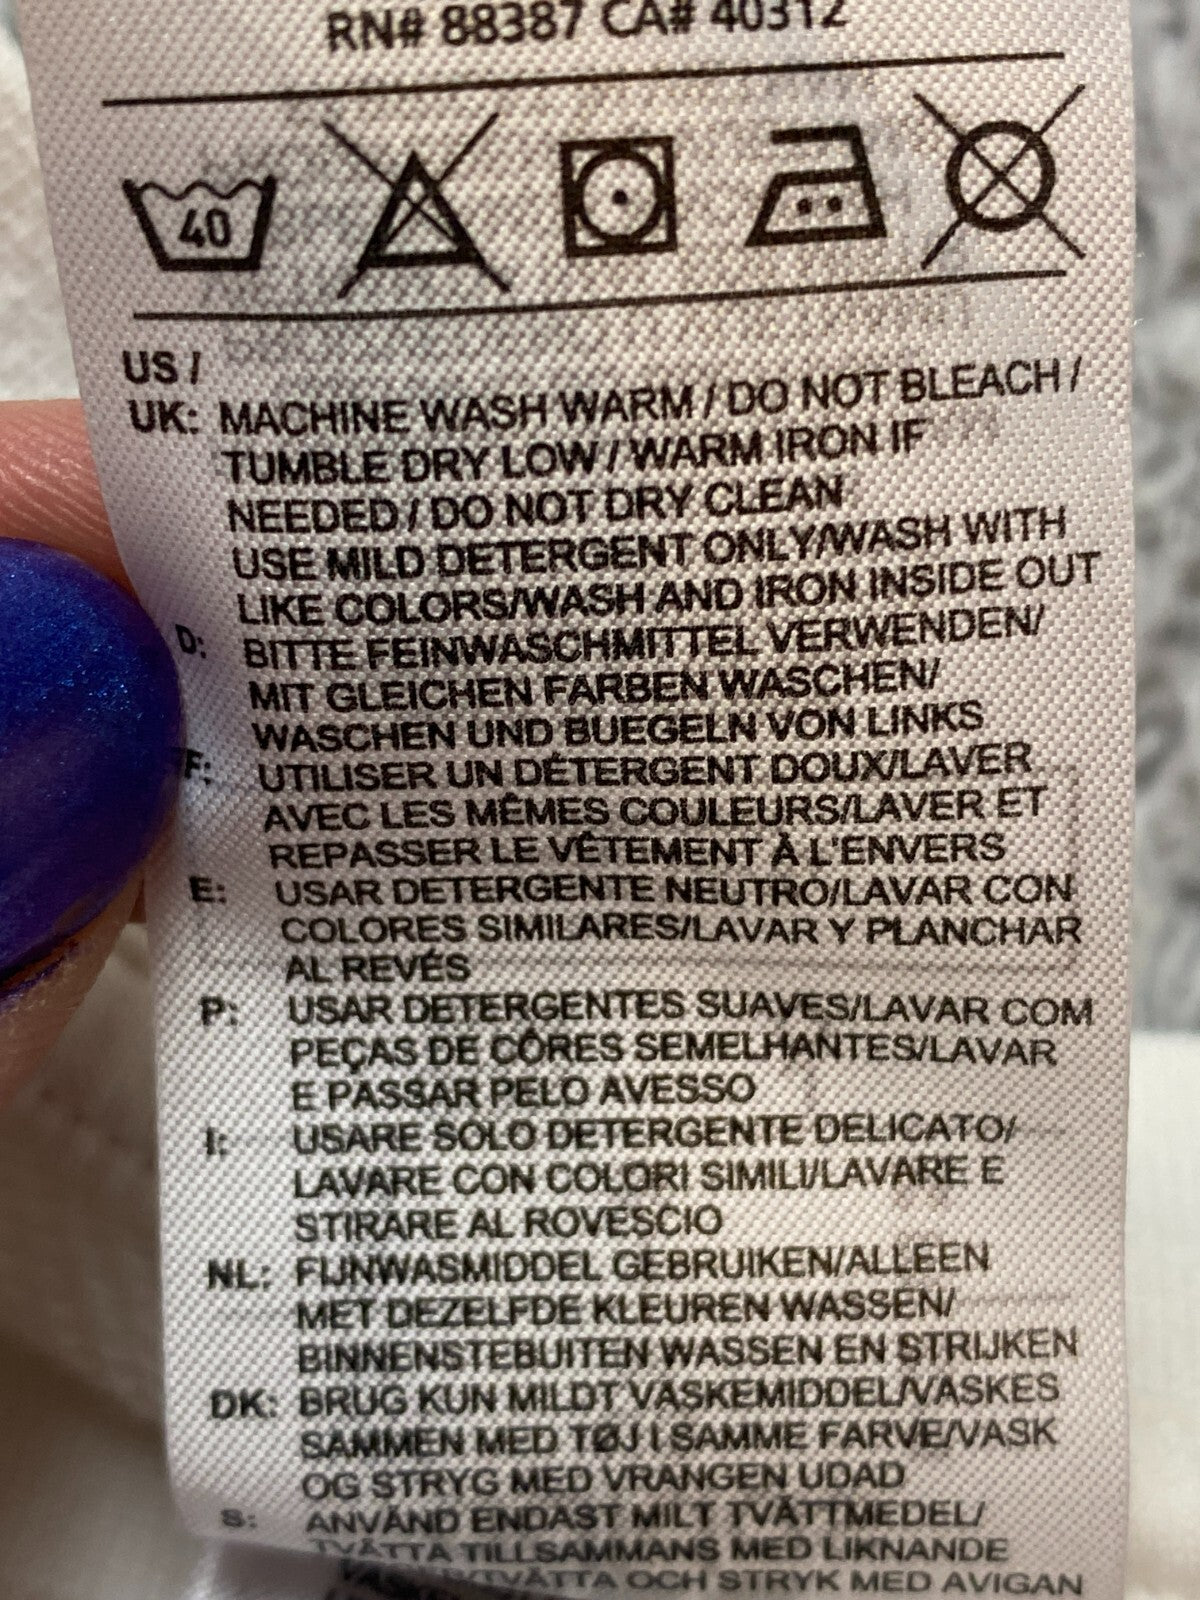 RN# 88387 CA# 40312
40
US /
UK: MACHINE WASH WARM / DO NOT BLEACH /
TUMBLE DRY LOW / WARM IRON IF
NEEDED / DO NOT DRY CLEAN
USE MILD DETERGENT ONLY/WASH WITH
LIKE COLORS/WASH AND IRON INSIDE OUT
D: BITTE FEINWASCHMITTEL VERWENDEN/
MIT GLEICHEN FARBEN WASCHEN/
WASCHEN UND BUEGELN VON LINKS
F: UTILISER UN DÉTERGENT DOUX/LAVER
AVEC LES MÊMES COULEURS/LAVER ET
REPASSER LE VÊTEMENT À L'ENVERS
E: USAR DETERGENTE NEUTRO/LAVAR CON
COLORES SIMILARES/LAVAR Y PLANCHAR
AL REVÉS
P: USAR DETERGENTES SUAVES/LAVAR COM
PEÇAS DE CÔRES SEMELHANTES/LAVAR
E PASSAR PELO AVESSO
I: USARE SOLO DETERGENTE DELICATO/
LAVARE CON COLORI SIMILI/LAVARE E
STIRARE AL ROVESCIO
NL: FIJNWASMIDDEL GEBRUIKEN/ALLEEN
MET DEZELFDE KLEUREN WASSEN/
BINNENSTEBUITEN WASSEN EN STRIJKEN
DK: BRUG KUN MILDT VASKEMIDDEL/VASKES
SAMMEN MED TØJ I SAMME FARVE/VASK
OG STRYG MED VRANGEN UDAD
S: ANVÄND ENDAST MILT TVÄTTMEDEL/
TVÄTTA TILLSAMMANS MED LIKNANDE
TVÄTTA OCH STRYK MED AVIGAN